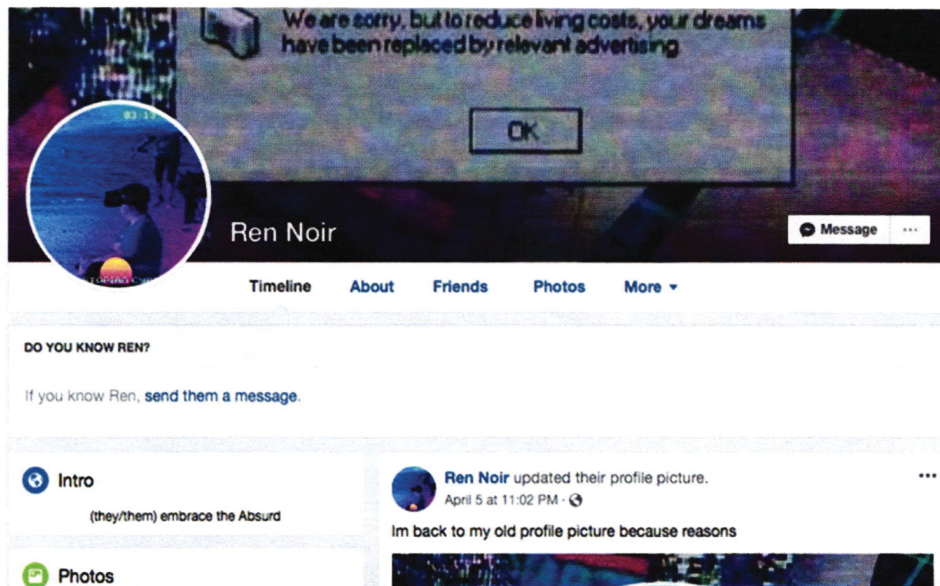 We are sorry, but to reduce living costs, your dreams
have been replaced by relevant advertising.
OK
03 13
Ren Noir
Message
Timeline
About
Friends
Photos
More
DO YOU KNOW REN?
If you know Ren, send them a message.
Intro
(they/them) embrace the Absurd
Photos
Ren Noir updated their profile picture.
April 5 at 11:02 PM
Im back to my old profile picture because reasons